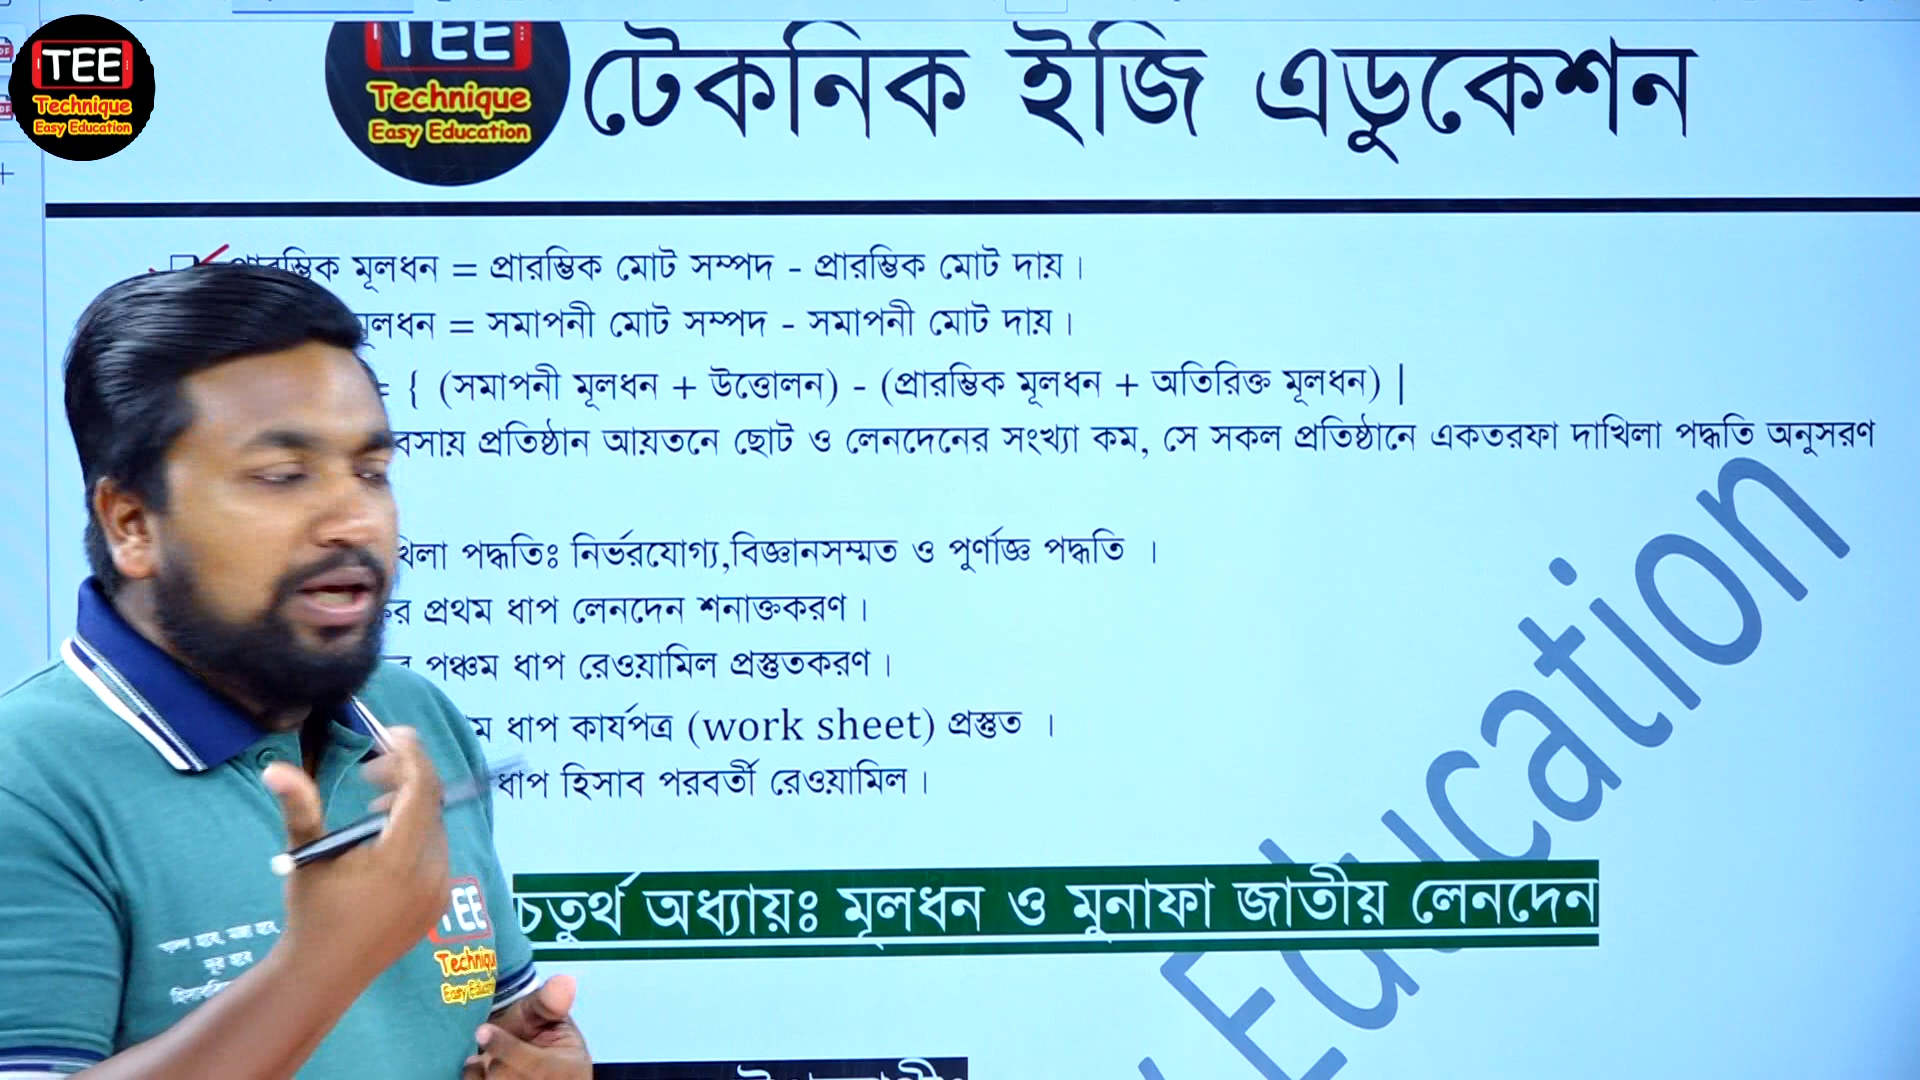 TEE
Technique
Easy Education
TEE
Technique
Easy Education
টেকনিক ইজি এডুকেশন
প্রারম্ভিক মূলধন = প্রারম্ভিক মোট সম্পদ - প্রারম্ভিক মোট দায়।
মূলধন = সমাপনী মোট সম্পদ - সমাপনী মোট দায়।
= { (সমাপনী মূলধন + উত্তোলন) - (প্রারম্ভিক মূলধন + অতিরিক্ত মূলধন) |
প্রতিষ্ঠান আয়তনে ছোট ও লেনদেনের সংখ্যা কম, সে সকল প্রতিষ্ঠানে একতরফা দাখিলা পদ্ধতি অনুসরণ
পদ্ধতিঃ নির্ভরযোগ্য,বিজ্ঞানসম্মত ও পুর্ণাজ্ঞ পদ্ধতি ।
প্রথম ধাপ লেনদেন শনাক্তকরণ।
পঞ্চম ধাপ রেওয়ামিল প্রস্তুতকরণ।
ধাপ কার্যপত্র (work sheet) প্রস্তুত ।
ধাপ হিসাব পরবর্তী রেওয়ামিল।
চতুর্থ অধ্যায়ঃ মূলধন ও মুনাফা জাতীয় লেনদেন
Education
TEE
Technique